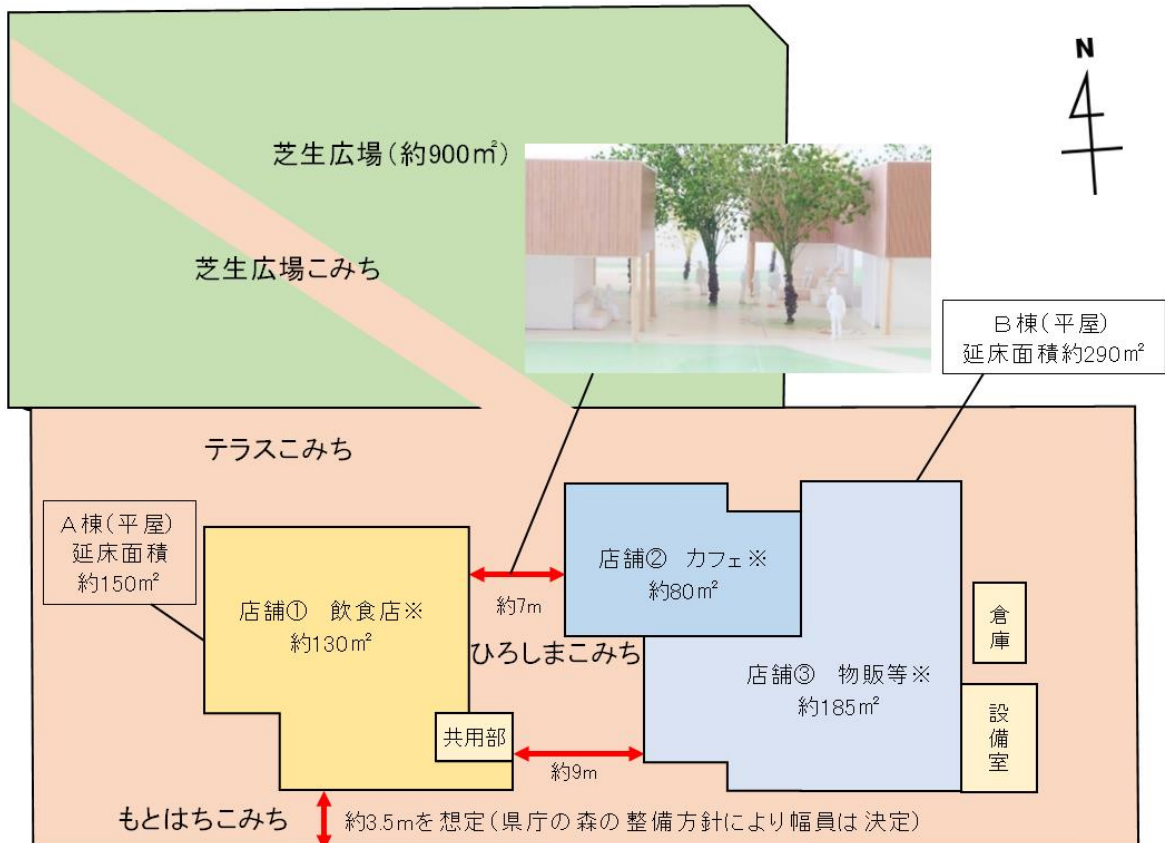 N
芝生広場(約900㎡)
芝生広場こみち
B棟(平屋)
延床面積約290㎡
テラスこみち
A棟(平屋)
延床面積
約150㎡
店舗① 飲食店※
約130㎡
約7m
店舗② カフェ※
約80㎡
ひろしまこみち
店舗③ 物販等※
約185㎡
倉庫
設備室
共用部
約9m
もとはちこみち
約3.5mを想定(県庁の森の整備方針により幅員は決定)